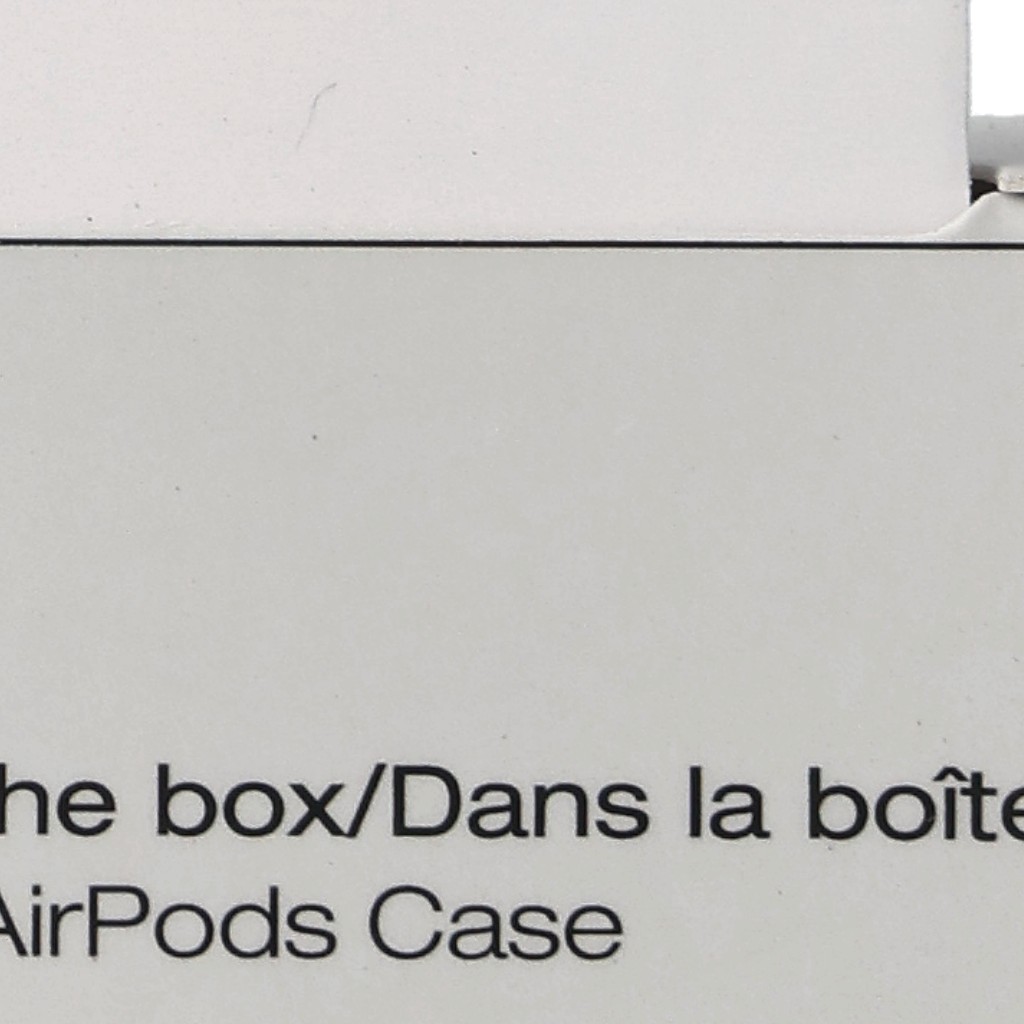 he box/Dans la boîte
AirPods Case